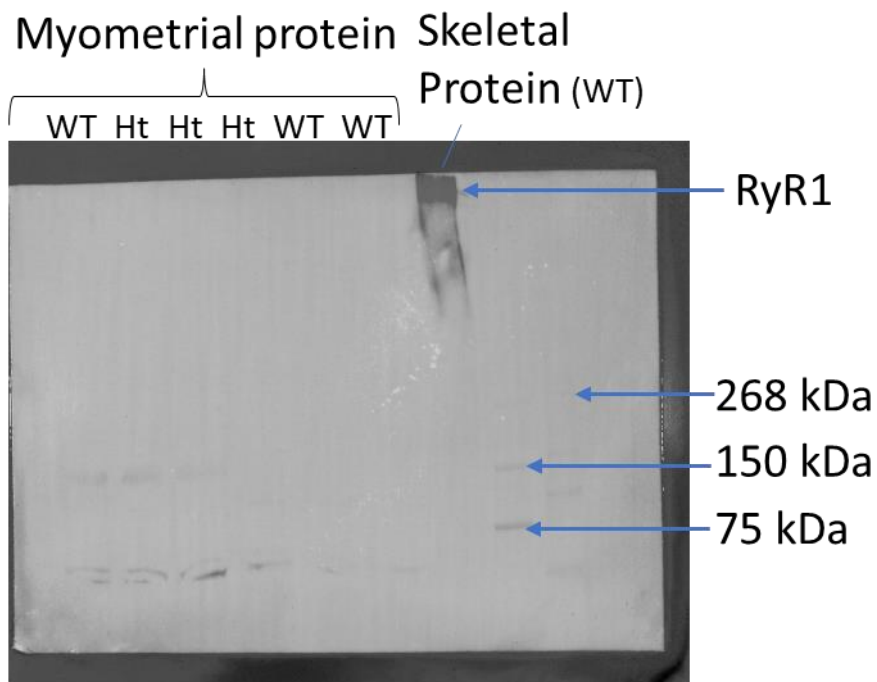 Myometrial protein
Skeletal
Protein (WT)
WT Ht Ht Ht WT WT
RyR1
268 kDa
150 kDa
75 kDa